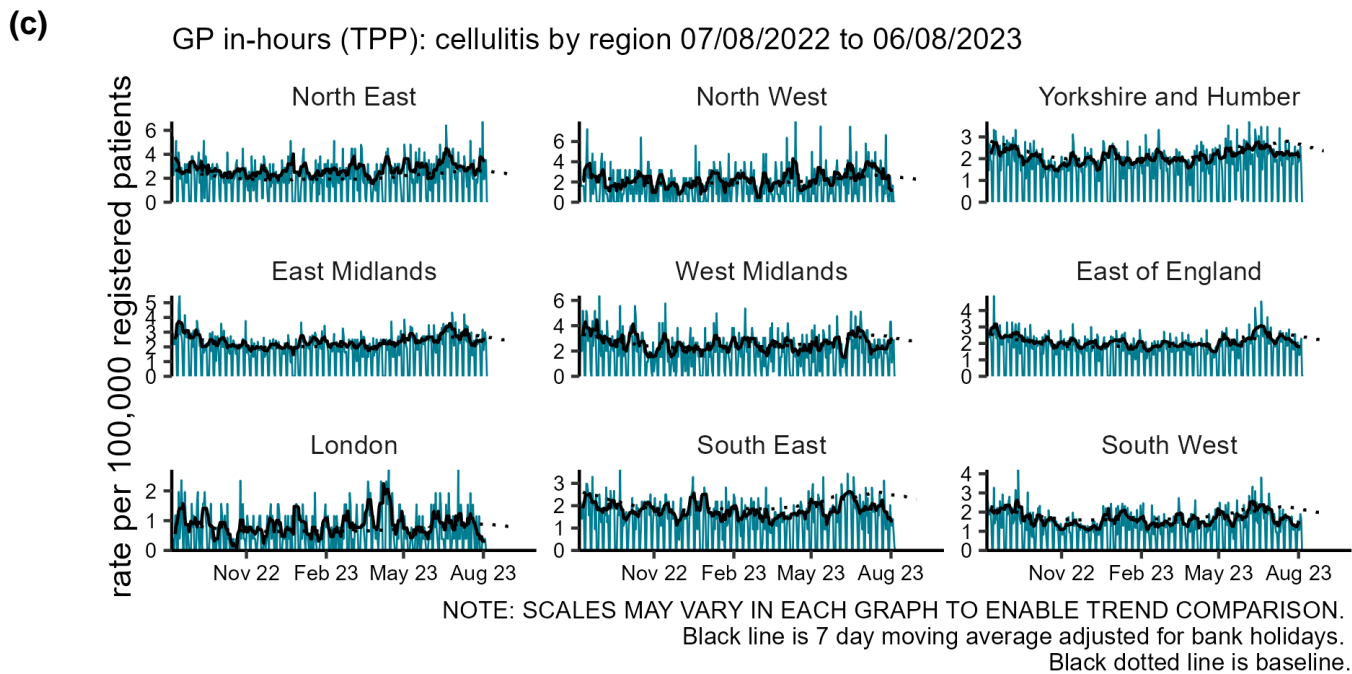 (c)
GP in-hours (TPP): cellulitis by region 07/08/2022 to 06/08/2023
rate per 100,000 registered patients
North East
6
4
2
0
North West
6
4
2
0
Yorkshire and Humber
3
2
1
0
East Midlands
5
4
3
2
1
0
West Midlands
6
4
2
0
East of England
4
3
2
1
0
London
2
1
0
Nov 22 Feb 23 May 23 Aug 23
South East
3
2
1
0
Nov 22 Feb 23 May 23 Aug 23
South West
4
3
2
1
0
Nov 22 Feb 23 May 23 Aug 23
NOTE: SCALES MAY VARY IN EACH GRAPH TO ENABLE TREND COMPARISON.
Black line is 7 day moving average adjusted for bank holidays.
Black dotted line is baseline.